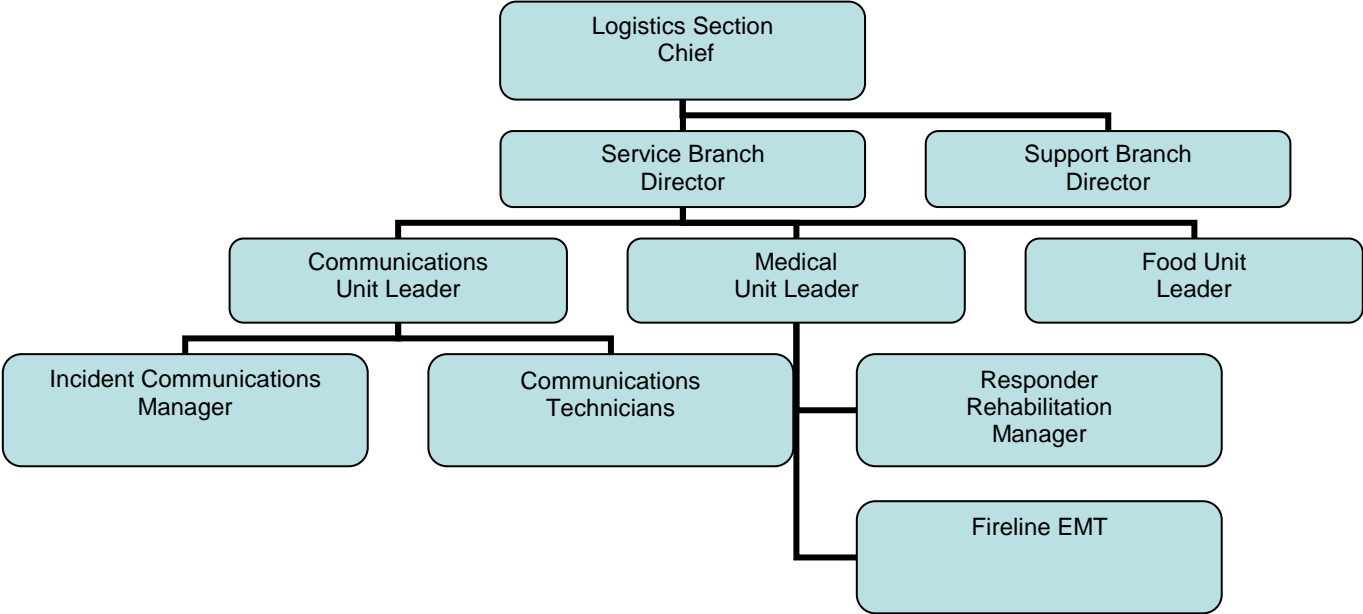 Logistics Section
Chief
Service Branch
Director
Support Branch
Director
Communications
Unit Leader
Medical
Unit Leader
Food Unit
Leader
Incident Communications
Manager
Communications
Technicians
Responder
Rehabilitation
Manager
Fireline EMT